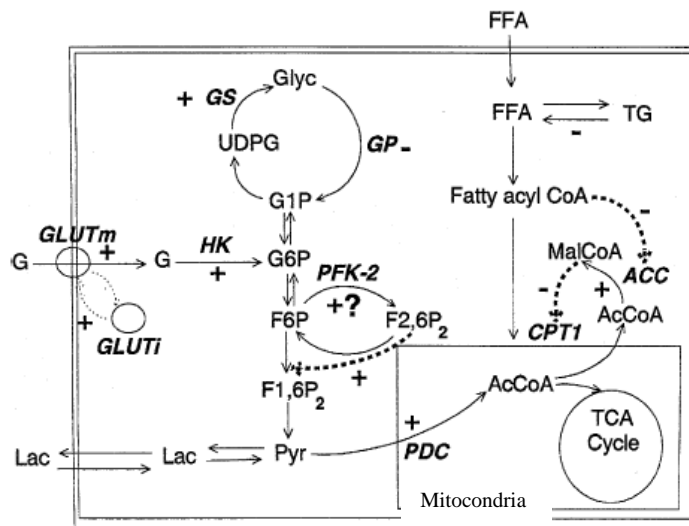 FFA
Glyc
+ GS
FFA
TG
-
UDPG
GP -
G1P
Fatty acyl CoA
-
GLUTm
HK
MalCoA
G
+
G
+
G6P
PFK-2
ACC
-
+
+?
+
GLUTi
F6P
F2,6P2
CPT1
AcCoA
+
F1,6P2
AcCoA
+
TCA
Cycle
Lac
Lac
Pyr
PDC
Mitocondria